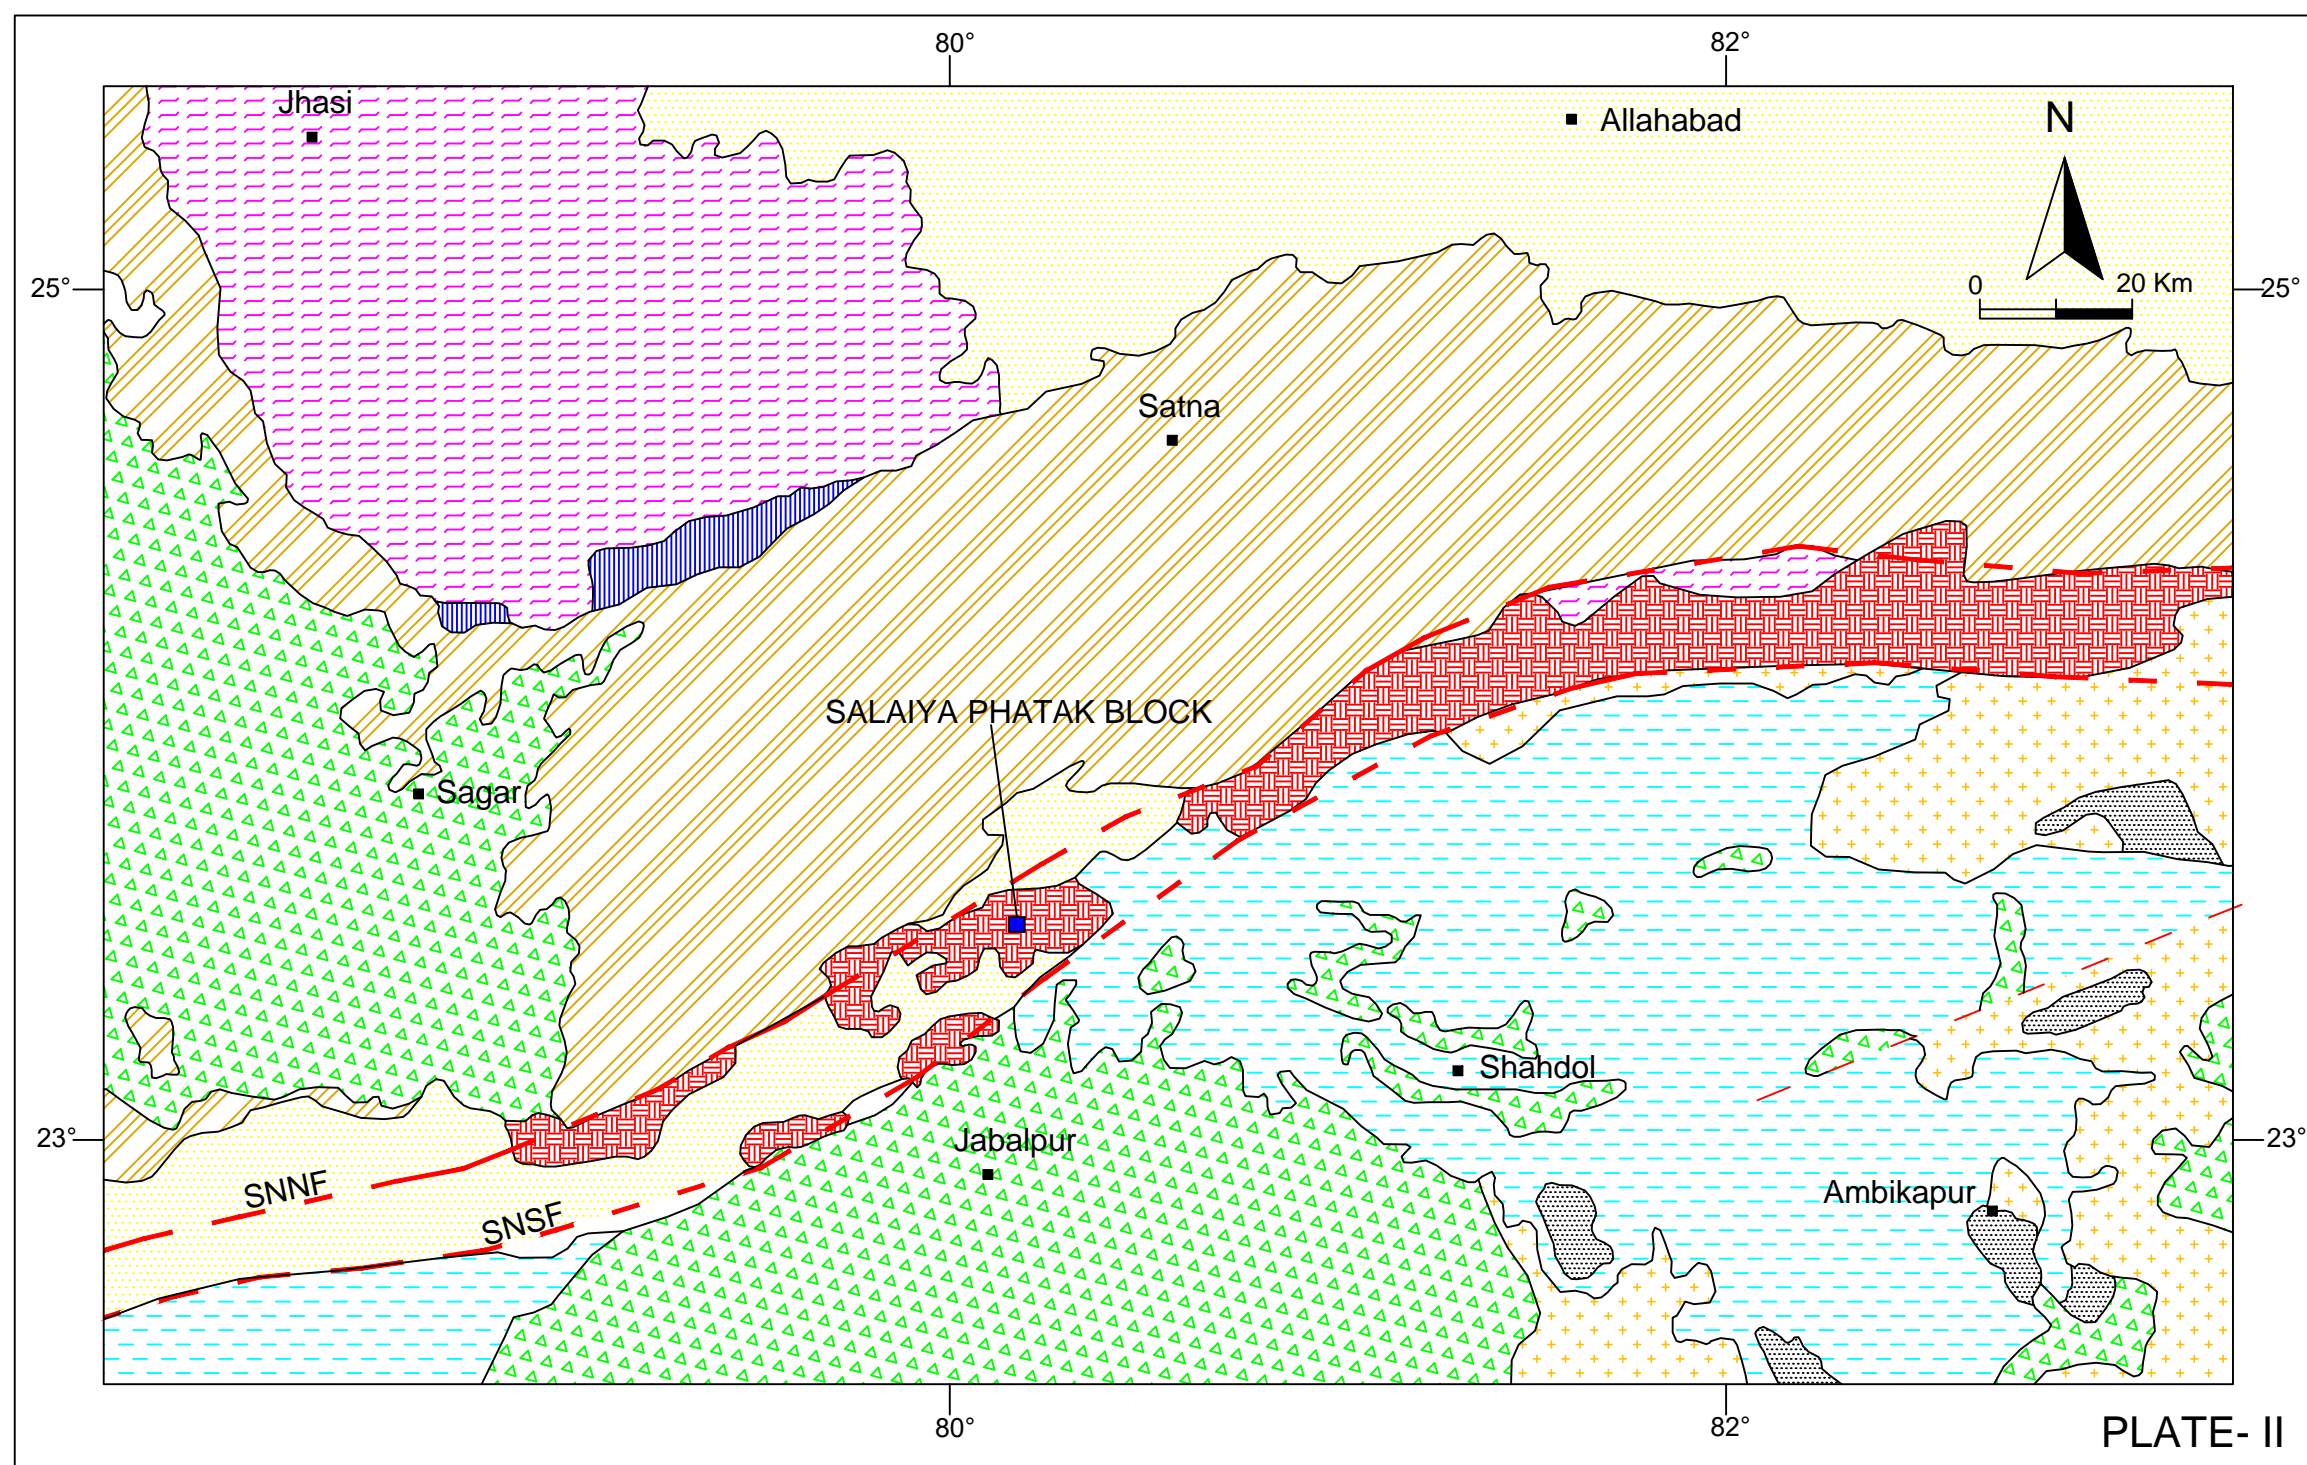 80°
82°
Jhasi
Allahabad
N
25°
0
20 Km
25°
Satna
SALAIYA PHATAK BLOCK
Sagar
Shahdol
23°
Jabalpur
23°
SNNF
Ambikapur
SNSF
80°
82°
PLATE- II